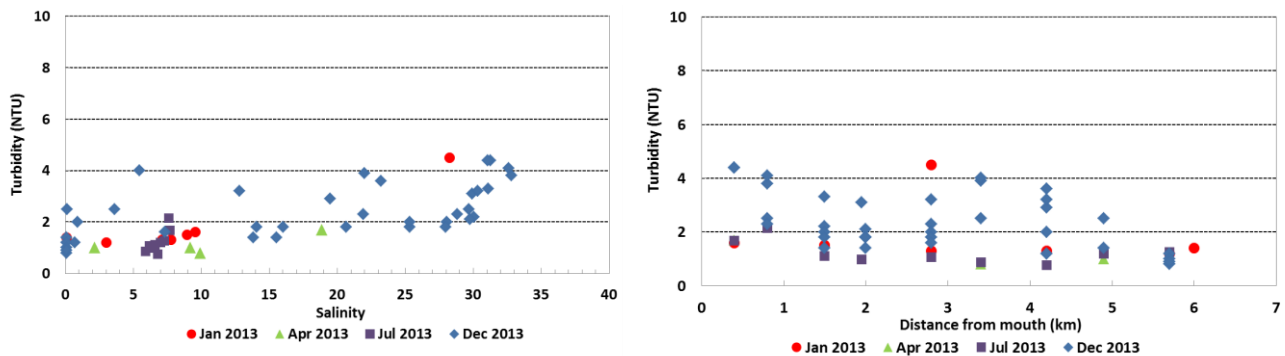 10
8
6
4
2
0
Turbidity (NTU)
0 5 10 15 20 25 30 35 40
Salinity
Jan 2013 Apr 2013 Jul 2013 Dec 2013
10
8
6
4
2
0
Turbidity (NTU)
0 1 2 3 4 5 6 7
Distance from mouth (km)
Jan 2013 Apr 2013 Jul 2013 Dec 2013